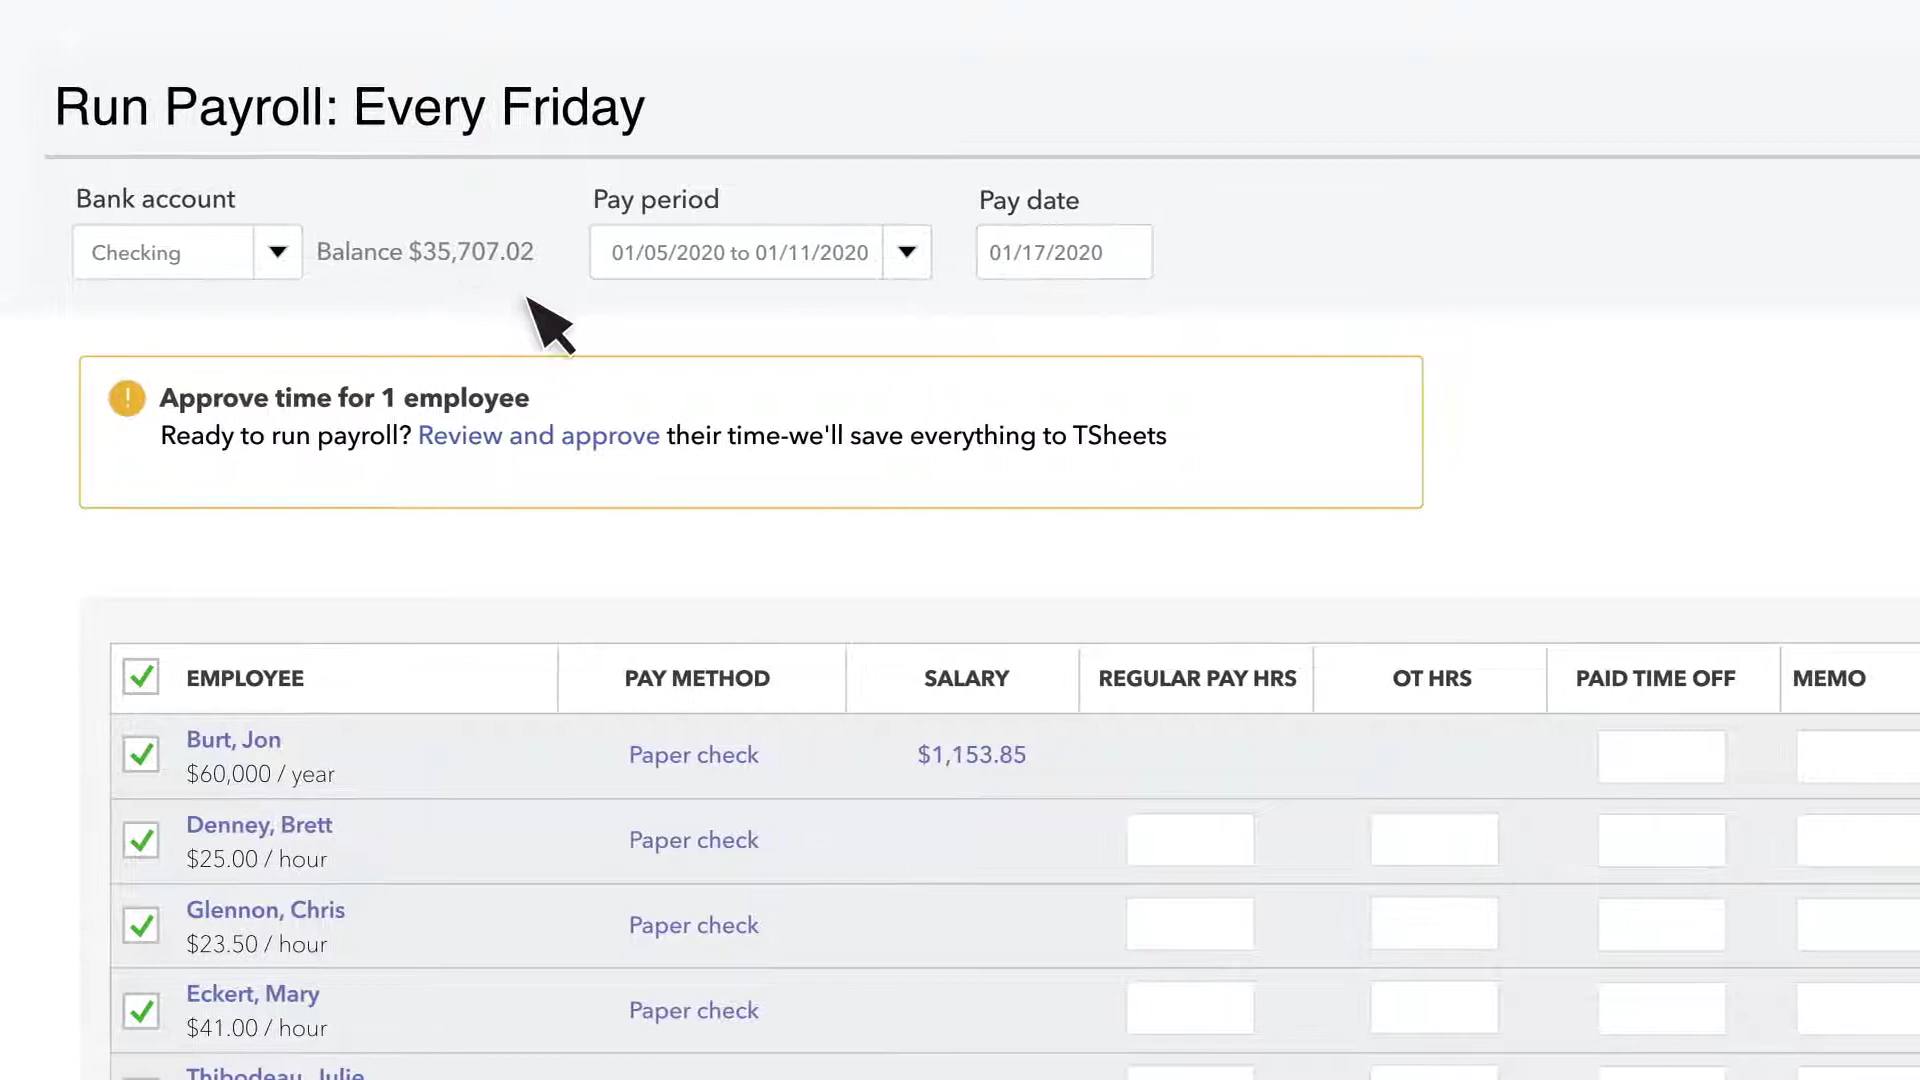 Run Payroll: Every Friday
Bank account
Pay period
Pay date
Checking
Balance $35,707.02
01/05/2020 to 01/11/2020
01/17/2020
!
Approve time for 1 employee
Ready to run payroll? Review and approve their time-we'll save everything to TSheets
EMPLOYEE PAY METHOD SALARY REGULAR PAY HRS OT HRS PAID TIME OFF MEMO
Burt, Jon
$60,000 / year
Paper check
$1,153.85
Denney, Brett
$25.00 / hour
Paper check
Glennon, Chris
$23.50 / hour
Paper check
Eckert, Mary
$41.00 / hour
Paper check
Thibodeau, Julie